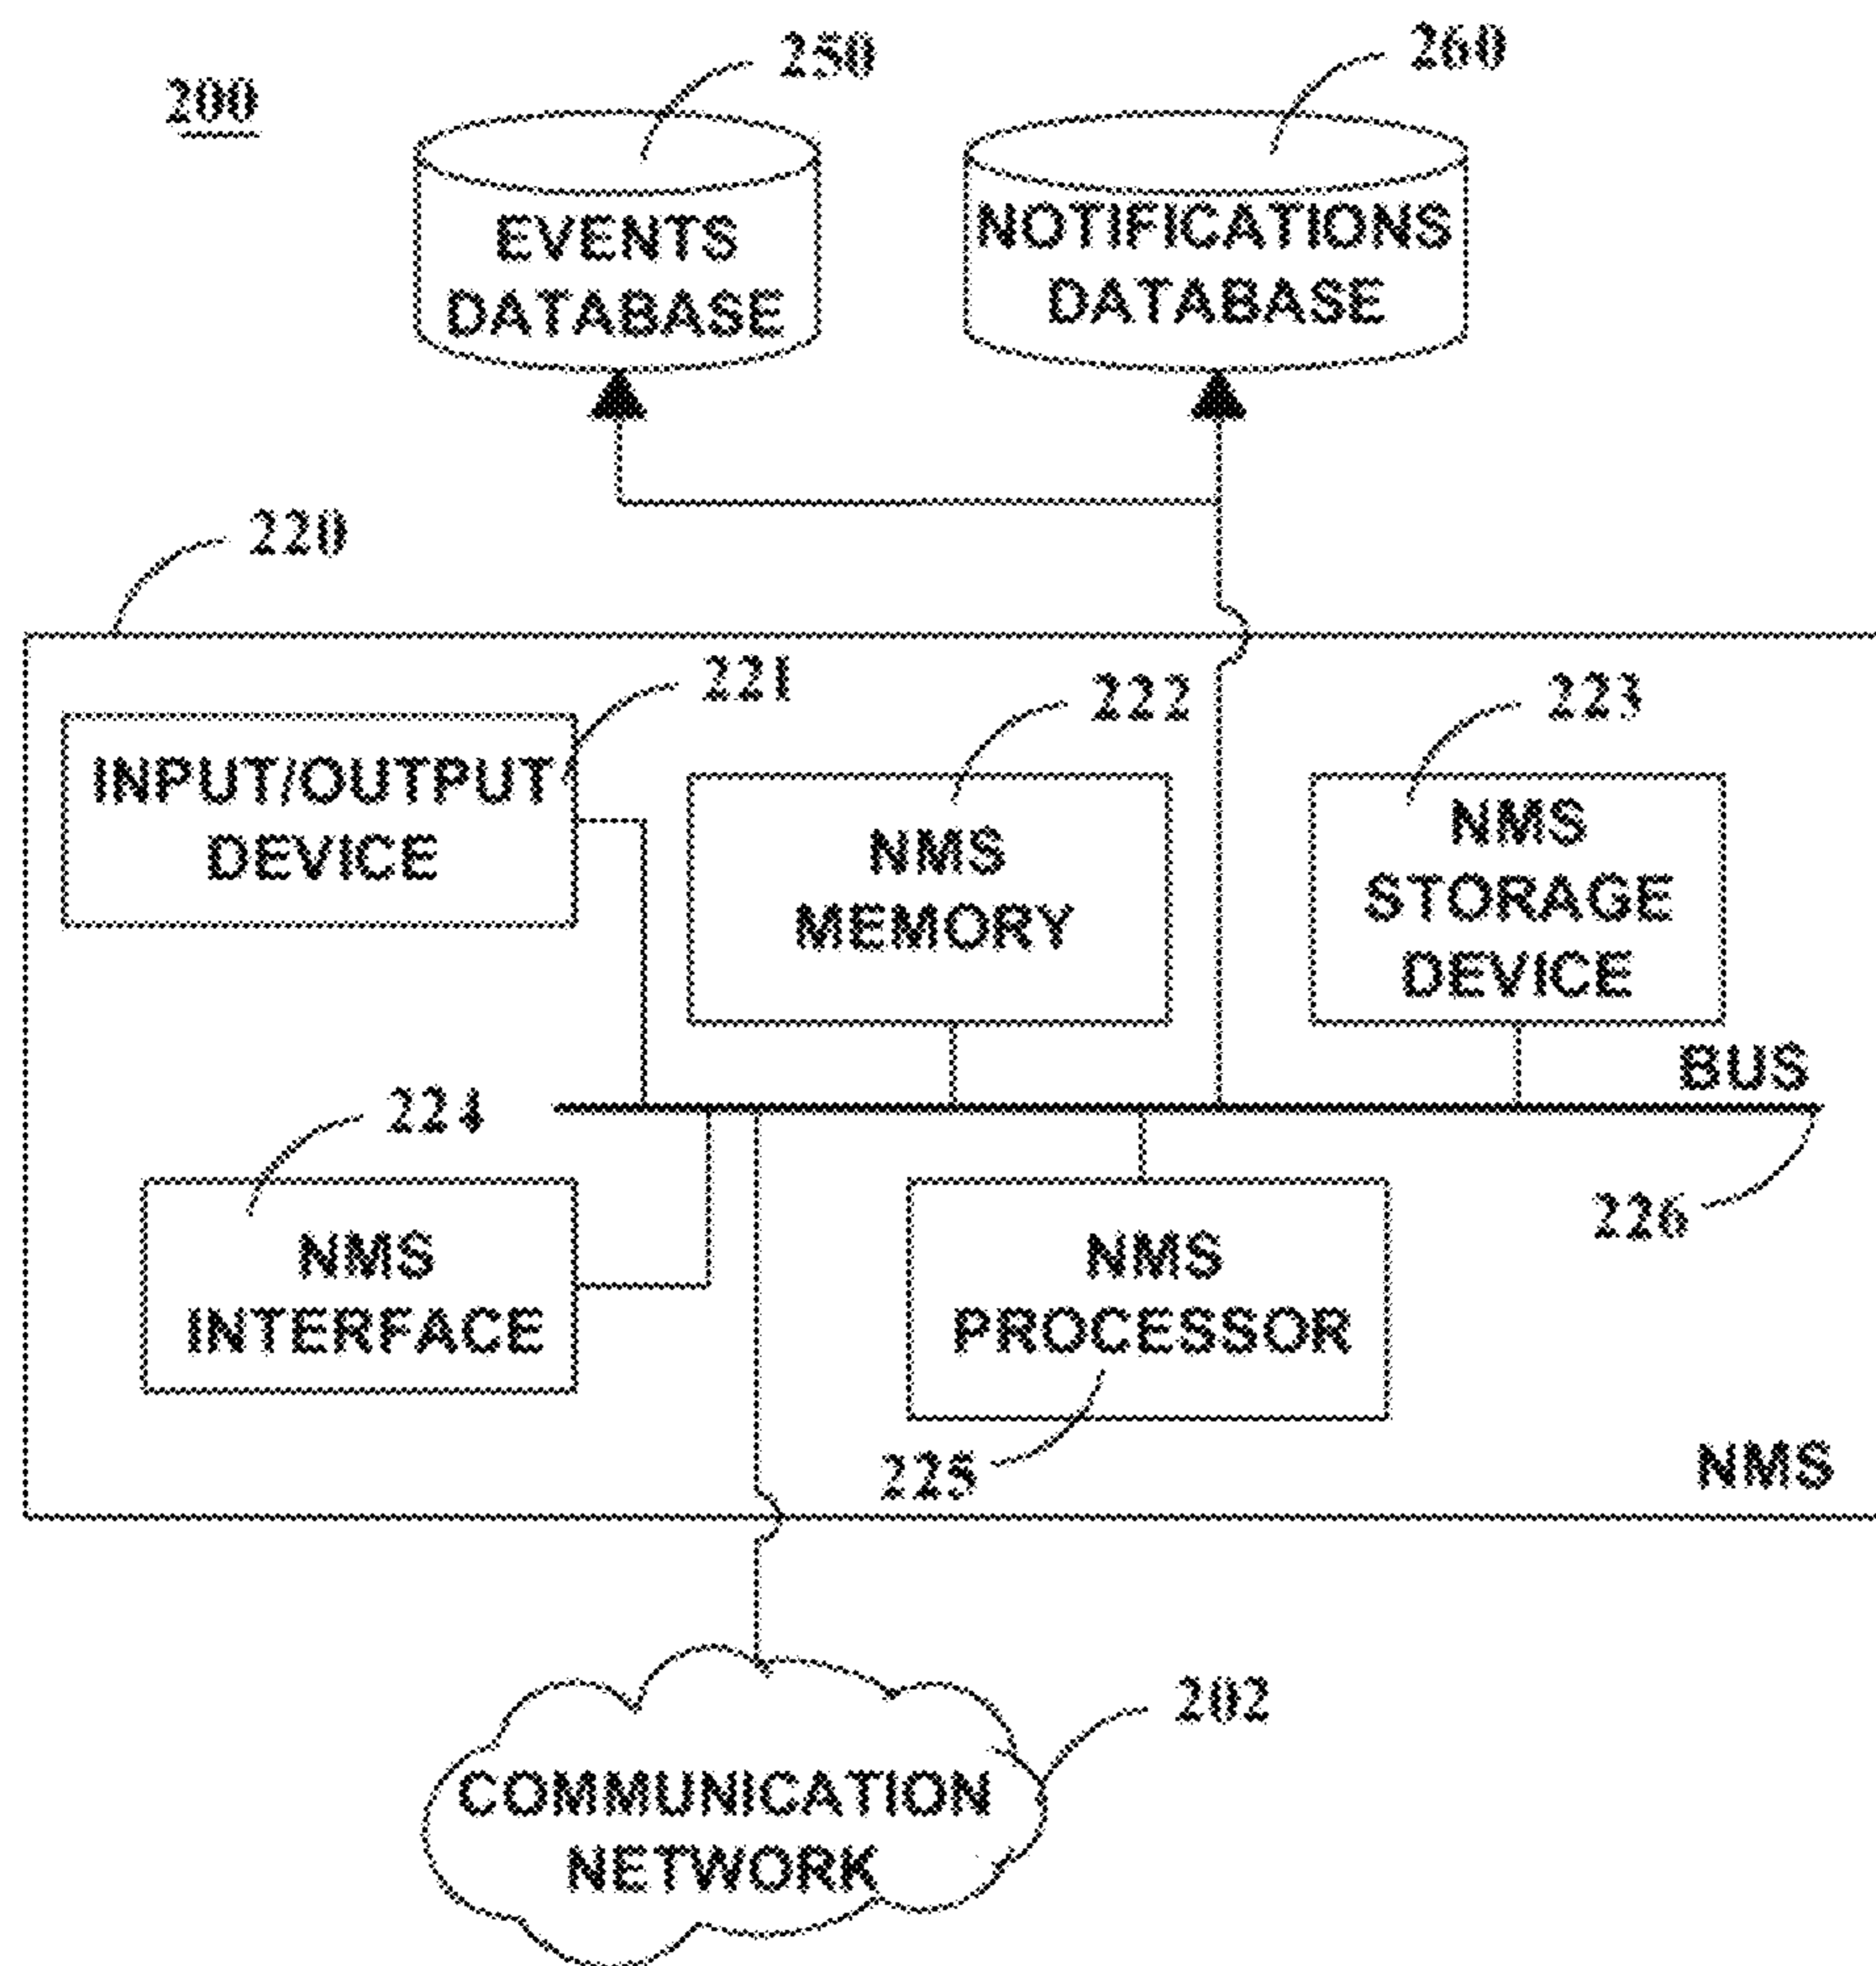 200
250
260
EVENTS
DATABASE
NOTIFICATIONS
DATABASE
220
221
222
223
INPUT/OUTPUT
DEVICE
NMS
MEMORY
NMS
STORAGE
DEVICE
BUS
224
226
NMS
INTERFACE
NMS
PROCESSOR
225
NMS
202
COMMUNICATION
NETWORK